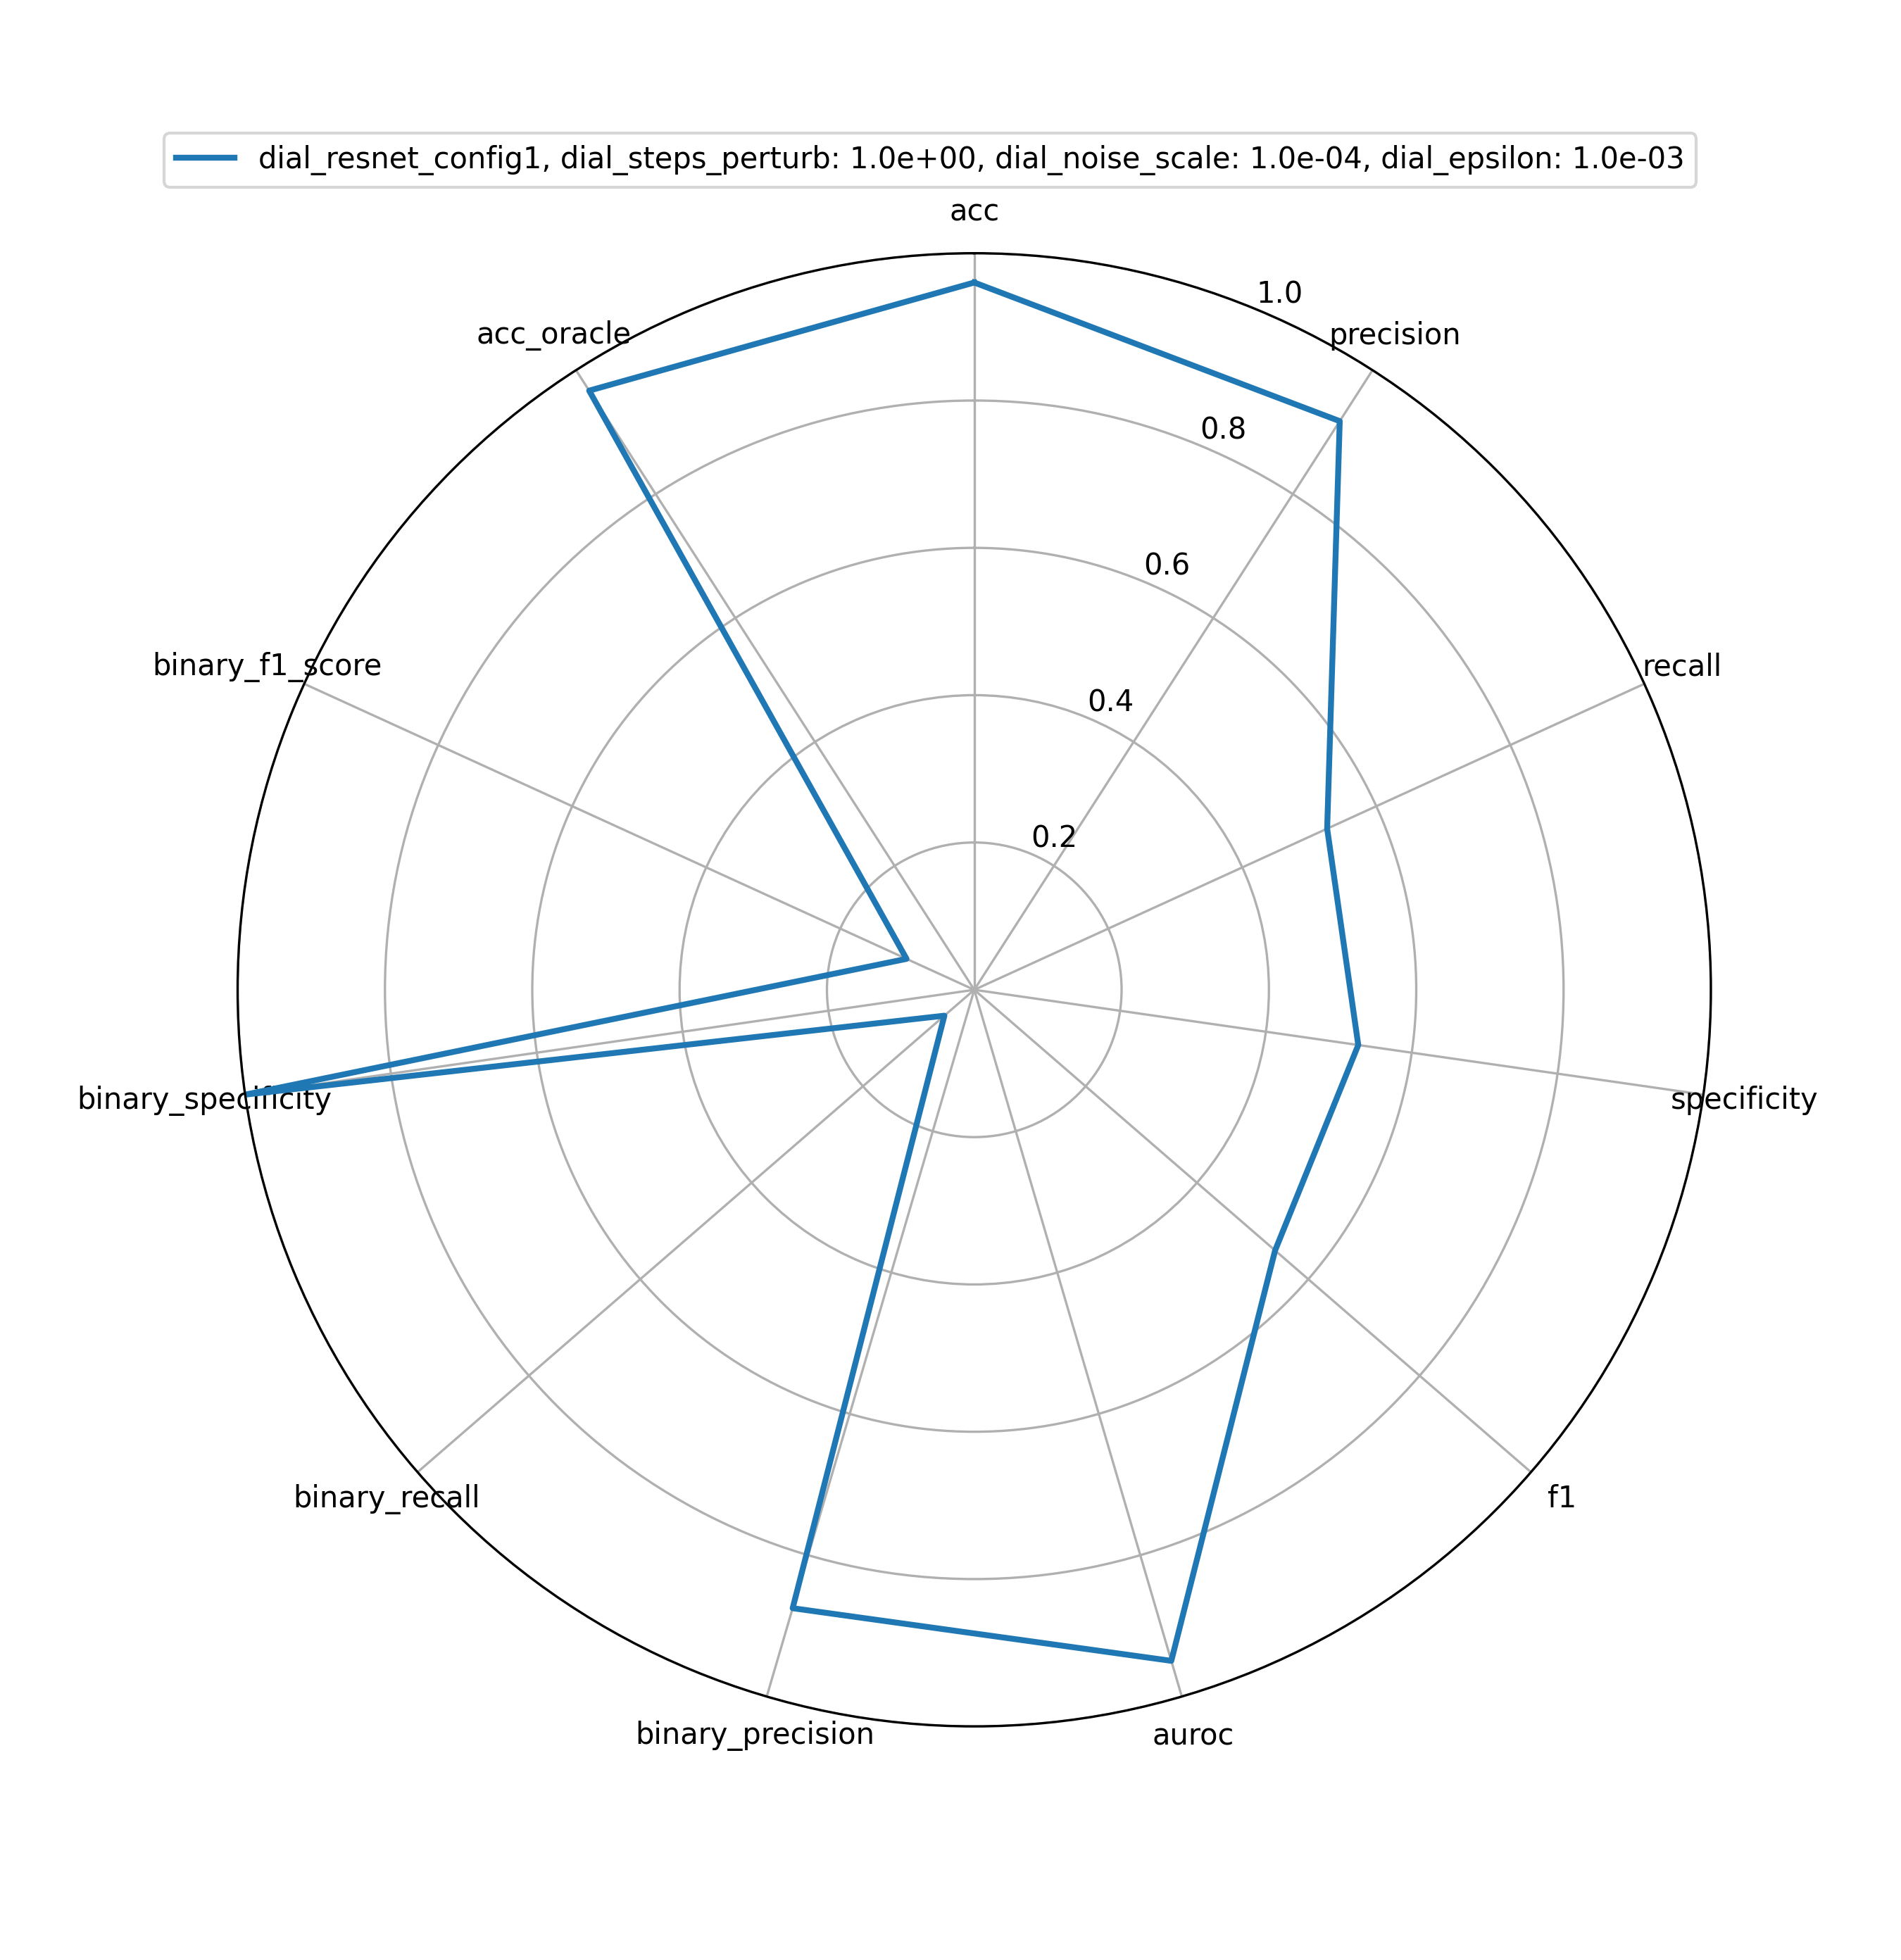 dial_resnet_config1, dial_steps_perturb: 1.0e+00, dial_noise_scale: 1.0e-04, dial_epsilon: 1.0e-03
acc
1.0
acc_oracle
precision
0.8
0.6
binary_f1_score
recall
0.4
0.2
binary_specificity
specificity
binary_recall
f1
binary_precision
auroc